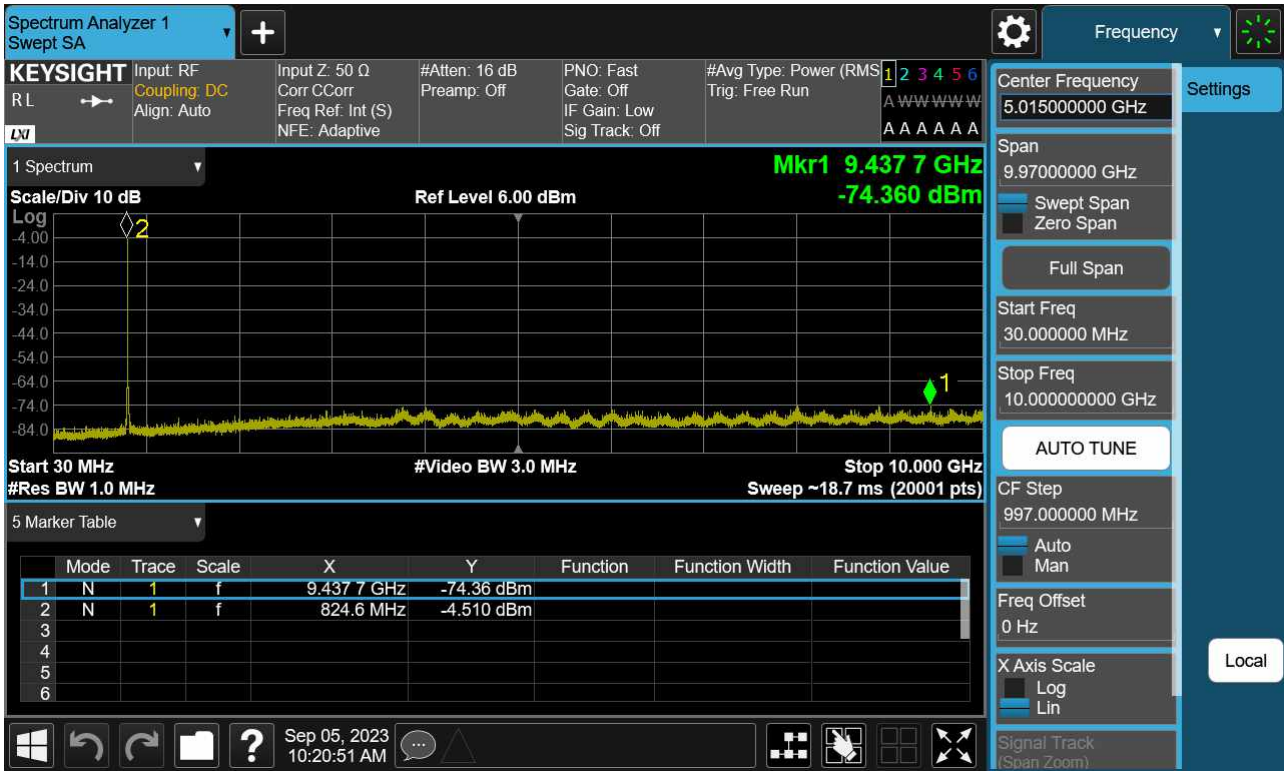 Spectrum Analyzer 1
Swept SA
+
Frequency
KEYSIGHT
R L
LXI
Input: RF
Coupling: DC
Align: Auto
Input Z: 50 Ω
Corr CCorr
Freq Ref: Int (S)
NFE: Adaptive
#Atten: 16 dB
Preamp: Off
PNO: Fast
Gate: Off
IF Gain: Low
Sig Track: Off
#Avg Type: Power (RMS
Trig: Free Run
1 2 3 4 5 6
A W W W W W
A A A A A A
1 Spectrum
Mkr1 9.437 7 GHz
-74.360 dBm
Scale/Div 10 dB
Ref Level 6.00 dBm
Log
-4.00
-14.0
-24.0
-34.0
-44.0
-54.0
-64.0
-74.0
-84.0
2
1
Start 30 MHz
#Video BW 3.0 MHz
Stop 10.000 GHz
#Res BW 1.0 MHz
Sweep ~18.7 ms (20001 pts)
5 Marker Table
Mode Trace Scale X Y Function Function Width Function Value
1 N 1 f 9.437 7 GHz -74.36 dBm
2 N 1 f 824.6 MHz -4.510 dBm
3
4
5
6
Sep 05, 2023
10:20:51 AM
?
Center Frequency
5.015000000 GHz
Settings
Span
9.97000000 GHz
Swept Span
Zero Span
Full Span
Start Freq
30.000000 MHz
Stop Freq
10.000000000 GHz
AUTO TUNE
CF Step
997.000000 MHz
Auto
Man
Freq Offset
0 Hz
X Axis Scale
Log
Lin
Local
Signal Track
(Span Zoom)